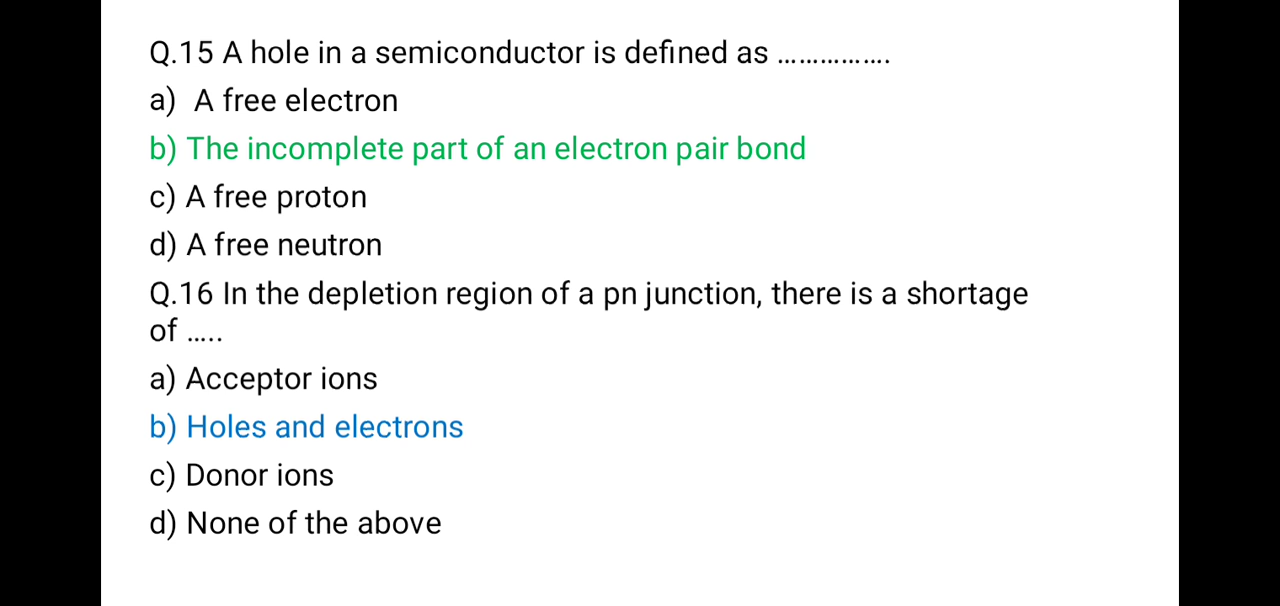 Q.15 A hole in a semiconductor is defined as …………….
a)  A free electron
b) The incomplete part of an electron pair bond
c) A free proton
d) A free neutron
Q.16 In the depletion region of a pn junction, there is a shortage
of …..
a) Acceptor ions
b) Holes and electrons
c) Donor ions
d) None of the above